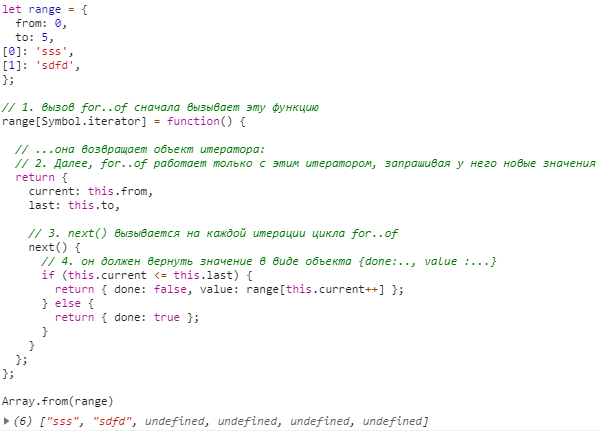 let range = {
  from: 0,
  to: 5,
[0]: 'sss',
[1]: 'sdfd',
};

// 1. вызов for..of сначала вызывает эту функцию
range[Symbol.iterator] = function() {

  // ...она возвращает объект итератора:
  // 2. Далее, for..of работает только с этим итератором, запрашивая у него новые значения
  return {
    current: this.from,
    last: this.to,

    // 3. next() вызывается на каждой итерации цикла for..of
    next() {
      // 4. он должен вернуть значение в виде объекта {done:.., value :...}
      if (this.current <= this.last) {
        return { done: false, value: range[this.current++] };
      } else {
        return { done: true };
      }
    }
  };
};

Array.from(range)
(6) ["sss", "sdfd", undefined, undefined, undefined, undefined]